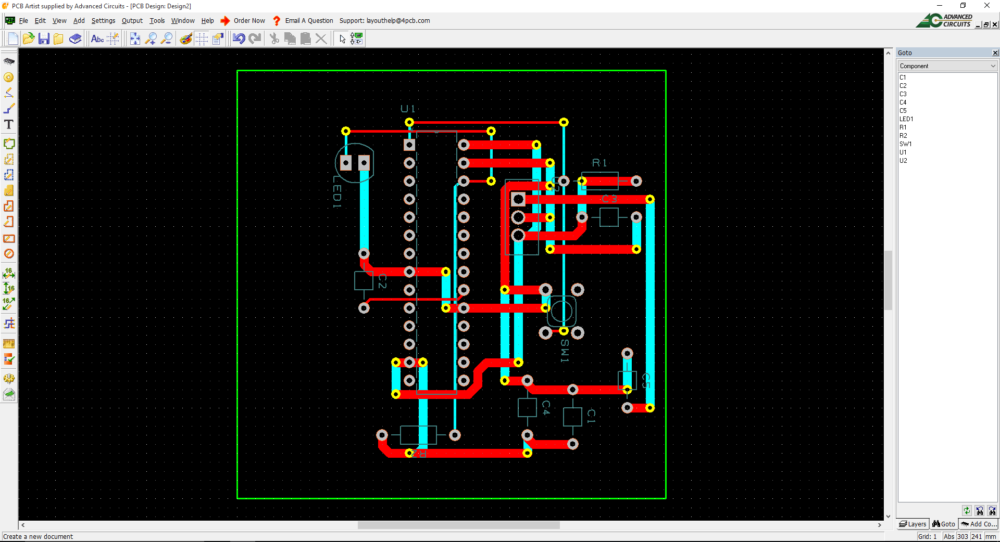 PCB Artist supplied by Advanced Circuits - [PCB Design: Design2]
File Edit View Add Settings Output Tools Window Help Order Now Email A Question Support: layouthelp@4pcb.com
ADVANCED
CIRCUITS
Abc
Goto
Component
C1
C2
C3
C4
C5
LED1
R1
R2
SW1
U1
U2
T
16
16
16
U1
LED1
R1
U2
C3
C2
SW1
C5
C4
C1
R2
Layers Goto Add Co...
Create a new document
Grid: 1 Abs 303 241 mm